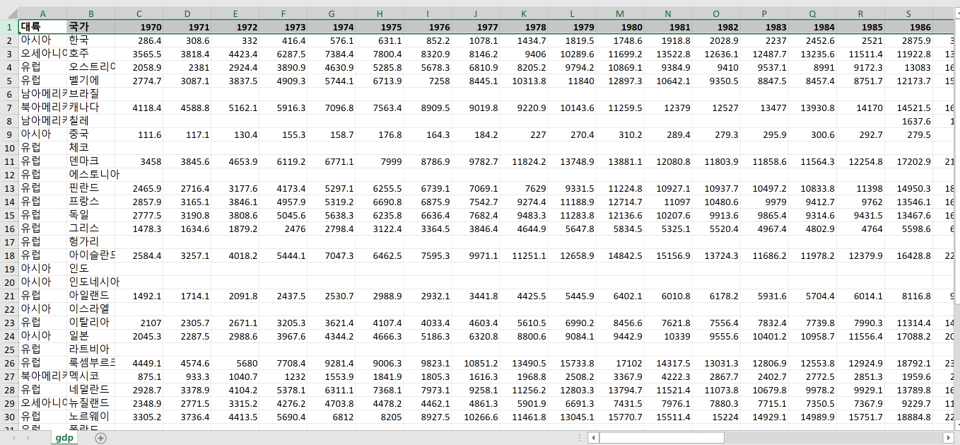 A B C D E F G H I J K L M N O P Q R S
1 대륙 국가 1970 1971 1972 1973 1974 1975 1976 1977 1978 1979 1980 1981 1982 1983 1984 1985 1986
2 아시아 한국 286.4 308.6 332 416.4 576.1 631.1 852.2 1078.1 1434.7 1819.5 1748.6 1918.8 2028.9 2237 2452.6 2521 2875.9
3 오세아니 호주 3565.5 3818.4 4423.4 6287.5 7384.4 7800.4 8320.9 8146.2 9406 10289.6 11699.2 13522.8 12636.1 12487.7 13235.6 11511.4 11922.8
4 유럽 오스트리 2058.9 2381 2924.4 3890.9 4630.9 5285.8 5678.3 6810.9 8205.2 9794.2 10869.1 9384.9 9410 9537.1 8991 9172.3 13083
5 유럽 벨기에 2774.7 3087.1 3837.5 4909.3 5744.1 6713.9 7258 8445.1 10313.8 11840 12897.3 10642.1 9350.5 8847.5 8457.4 8751.7 12173.7
6 남아메리카 브라질
7 북아메리카 캐나다 4118.4 4588.8 5162.1 5916.3 7096.8 7563.4 8909.5 9019.8 9220.9 10143.6 11259.5 12379 12527 13477 13930.8 14170 14521.5
8 남아메리카 칠레 1637.6
9 아시아 중국 111.6 117.1 130.4 155.3 158.7 176.8 164.3 184.2 227 270.4 310.2 289.4 279.3 295.9 300.6 292.7 279.5
10 유럽 체코
11 유럽 덴마크 3458 3845.6 4653.9 6119.2 6771.1 7999 8786.9 9782.7 11824.2 13748.9 13881.1 12080.8 11803.9 11858.6 11564.3 12254.8 17202.9
12 유럽 에스토니아
13 유럽 핀란드 2465.9 2716.4 3177.6 4173.4 5297.1 6255.5 6739.1 7069.1 7629 9331.5 11224.8 10927.1 10937.7 10497.2 10833.8 11398 14950.3
14 유럽 프랑스 2857.9 3165.1 3846.1 4957.9 5319.2 6690.8 6875.9 7542.7 9274.4 11188.9 12714.7 11097 10480.6 9979 9412.7 9762 13546.1
15 유럽 독일 2777.5 3190.8 3808.6 5045.6 5638.3 6235.8 6636.4 7682.4 9483.3 11283.8 12136.6 10207.6 9913.6 9865.4 9314.6 9431.5 13467.6
16 유럽 그리스 1478.3 1634.6 1879.2 2476 2798.4 3122.4 3364.5 3846.4 4644.9 5647.8 5834.5 5325.1 5520.4 4967.4 4802.9 4764 5598.6
17 유럽 헝가리
18 유럽 아이슬란드 2584.4 3257.1 4018.2 5444.1 7047.3 6462.5 7595.3 9971.1 11251.1 12658.9 14842.5 15156.9 13724.3 11686.2 11978.2 12379.9 16428.8
19 아시아 인도
20 아시아 인도네시아
21 유럽 아일랜드 1492.1 1714.1 2091.8 2437.5 2530.7 2988.9 2932.1 3441.8 4425.5 5445.9 6402.1 6010.8 6178.2 5931.6 5704.4 6014.1 8116.8
22 아시아 이스라엘
23 유럽 이탈리아 2107 2305.7 2671.1 3205.3 3621.4 4107.4 4033.4 4603.4 5610.5 6990.2 8456.6 7621.8 7556.4 7832.4 7739.8 7990.3 11314.4
24 아시아 일본 2045.3 2287.5 2988.6 3967.6 4344.2 4666.3 5186.3 6320.8 8800.6 9084.1 9442.9 10339 9555.6 10401.2 10958.7 11556.4 17088.2
25 유럽 라트비아
26 유럽 룩셈부르크 4449.1 4574.6 5680 7708.4 9281.4 9006.3 9823.1 10851.2 13490.5 15733.8 17102 14317.5 13031.3 12806.9 12553.8 12924.9 18792.1
27 북아메리카 멕시코 875.1 933.3 1040.7 1232 1553.9 1841.9 1805.3 1616.3 1968.8 2508.2 3367.9 4222.3 2867.7 2402.7 2772.5 2851.3 1959.6
28 유럽 네덜란드 2928.7 3378.9 4104.2 5378.1 6311.1 7368.1 7973.1 9258.1 11256.2 12803.3 13794.7 11521.4 11073.8 10679.8 9978.2 9929.1 13789.8
29 오세아니 뉴질랜드 2348.9 2771.5 3315.2 4276.2 4703.8 4478.2 4462.1 4861.3 5901.9 6691.3 7431.5 7976.1 7880.3 7715.1 7350.5 7367.9 9229.7
30 유럽 노르웨이 3305.2 3736.4 4413.5 5690.4 6812 8205 8927.5 10266.6 11461.8 13045.1 15770.7 15511.4 15224 14929.1 14989.9 15751.7 18884.8
gdp